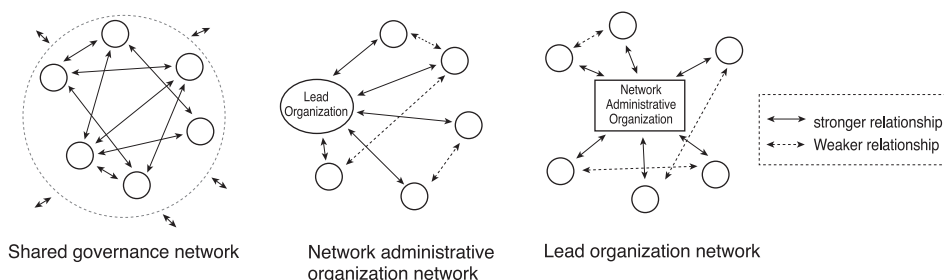 Lead
Organization
Network
Administrative
Organization
stronger relationship
Weaker relationship
Shared governance network
Network administrative
organization network
Lead organization network